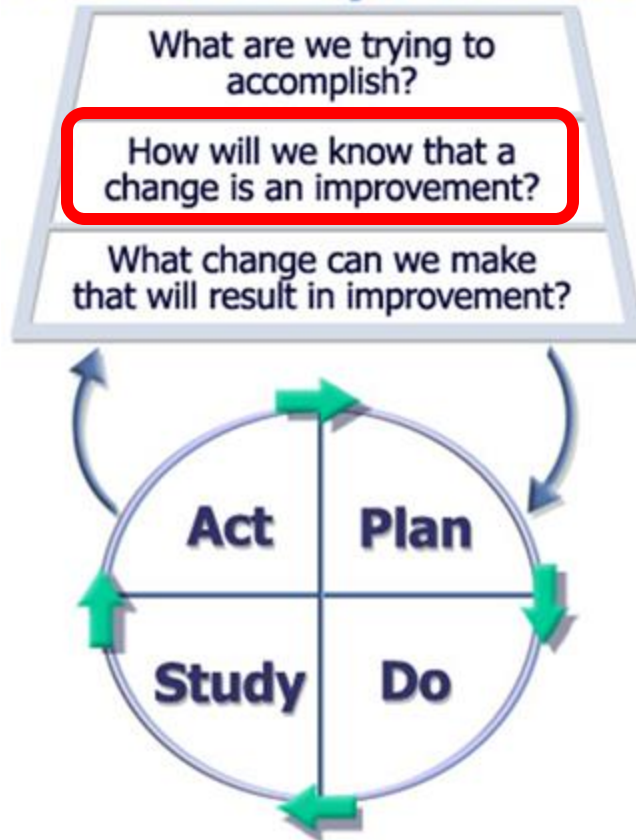 What are we trying to
accomplish?
How will we know that a
change is an improvement?
What change can we make
that will result in improvement?
Act
Plan
Study
Do